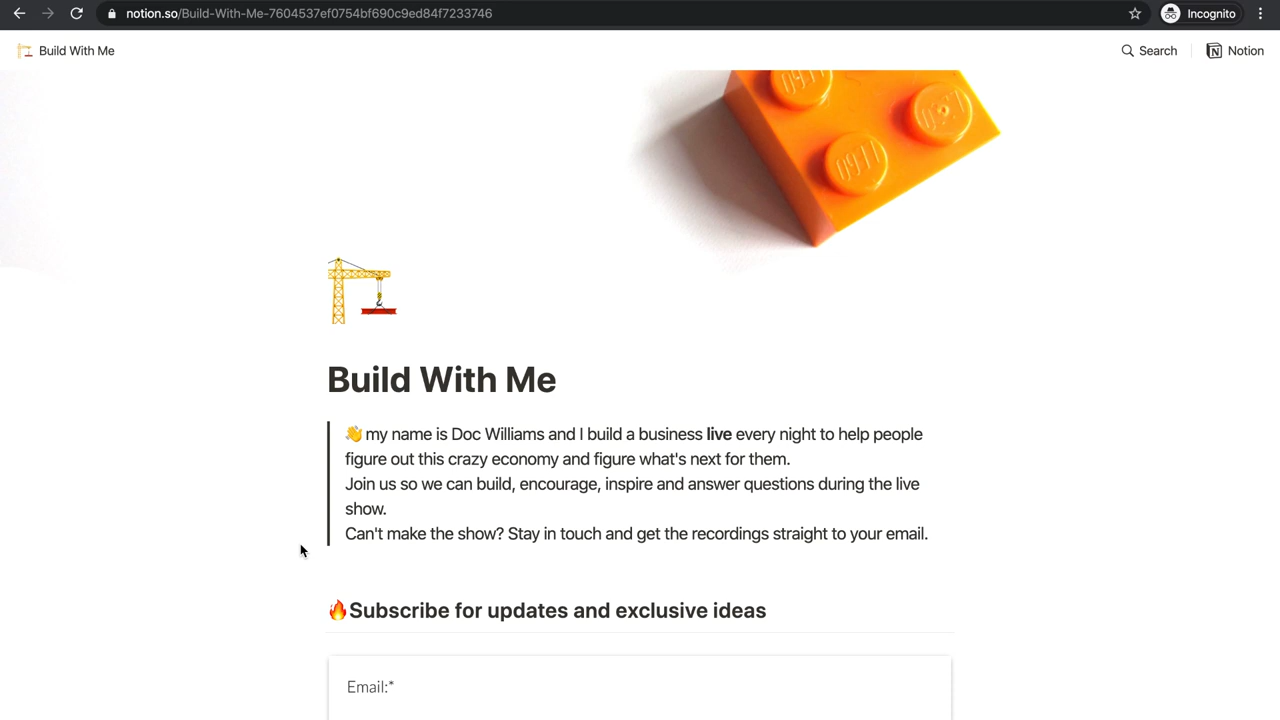 notion.so/Build-With-Me-7604537ef0754bf690c9ed84f7233746
Incognito
Build With Me
Search
Notion
Build With Me
👋 my name is Doc Williams and I build a business live every night to help people
figure out this crazy economy and figure what's next for them.
Join us so we can build, encourage, inspire and answer questions during the live
show.
Can't make the show? Stay in touch and get the recordings straight to your email.
🔥Subscribe for updates and exclusive ideas
Email:*